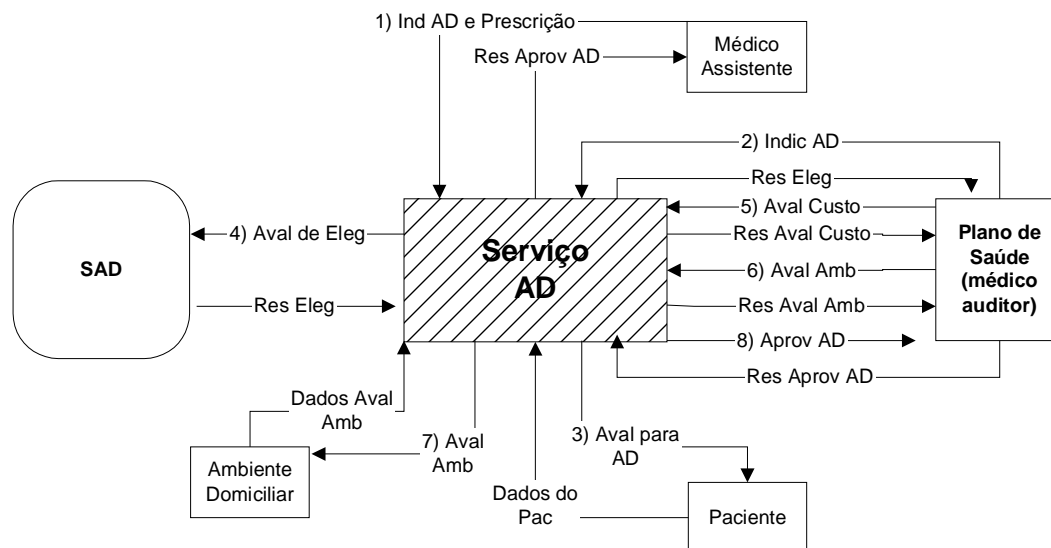 1) Ind AD e Prescrição
Res Aprov AD
Médico
Assistente
2) Indic AD
Res Eleg
5) Aval Custo
4) Aval de Eleg
Res Aval Custo
SAD
Serviço
AD
Plano de
Saúde
(médico
auditor)
6) Aval Amb
Res Eleg
Res Aval Amb
8) Aprov AD
Res Aprov AD
Dados Aval
Amb
7) Aval
Amb
3) Aval para
AD
Ambiente
Domiciliar
Dados do
Pac
Paciente